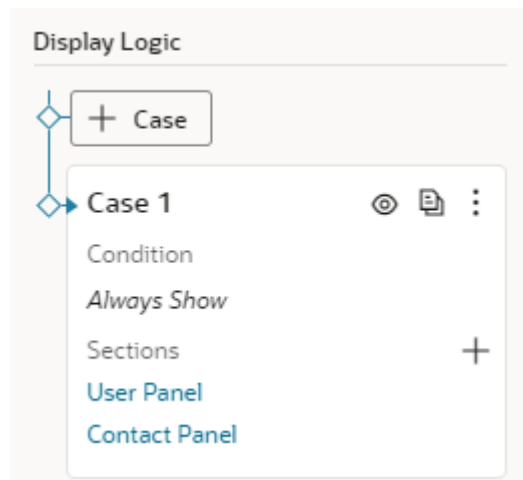 Display Logic
+ Case
Case 1
Condition
Always Show
Sections
User Panel
Contact Panel